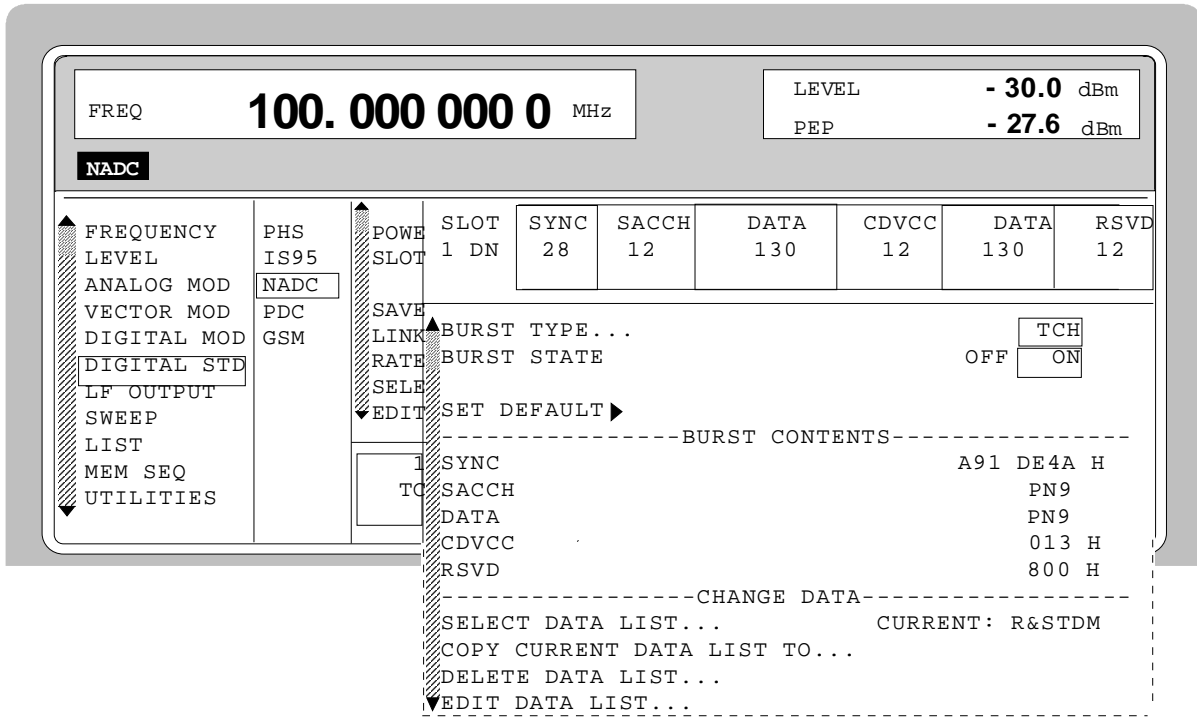 FREQ 100. 000 000 0 MHz
LEVEL - 30.0 dBm
PEP - 27.6 dBm
NADC
FREQUENCY
LEVEL
ANALOG MOD
VECTOR MOD
DIGITAL MOD
DIGITAL STD
LF OUTPUT
SWEEP
LIST
MEM SEQ
UTILITIES
PHS
IS95
NADC
PDC
GSM
POWE
SLOT
SAVE
LINK
RATE
SELE
EDIT
1
TC
SLOT SYNC SACCH DATA CDVCC DATA RSVD
1 DN 28 12 130 12 130 12
BURST TYPE... TCH
BURST STATE OFF ON
SET DEFAULT
-----------------BURST CONTENTS-----------------
SYNC A91 DE4A H
SACCH PN9
DATA PN9
CDVCC 013 H
RSVD 800 H
------------------CHANGE DATA-------------------
SELECT DATA LIST... CURRENT: R&STDM
COPY CURRENT DATA LIST TO...
DELETE DATA LIST...
EDIT DATA LIST...